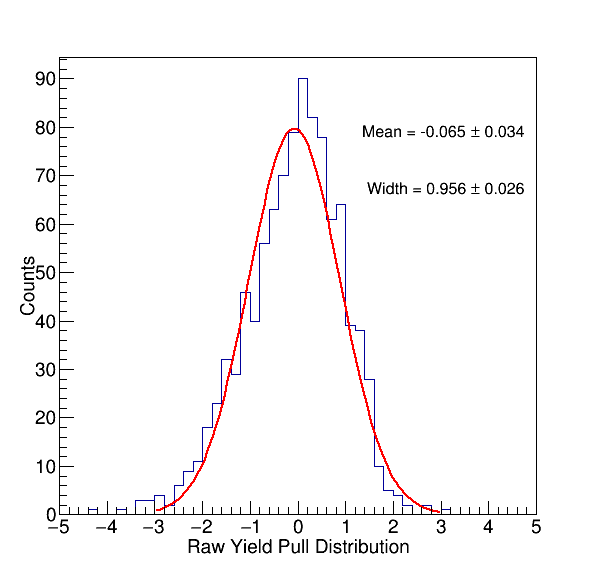 90
80
70
60
50
40
30
20
10
0
Counts
Mean = -0.065 ± 0.034
Width = 0.956 ± 0.026
−5 −4 −3 −2 −1 0 1 2 3 4 5
Raw Yield Pull Distribution